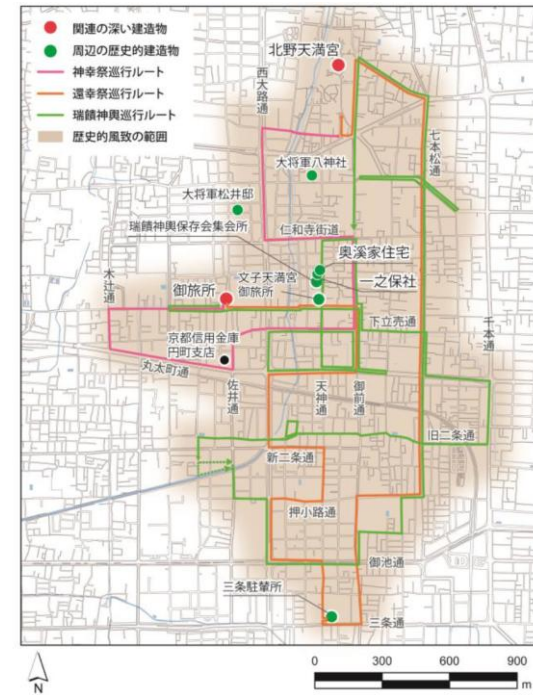 関連の深い建造物
周辺の歴史的建造物
神幸祭巡行ルート
還幸祭巡行ルート
瑞饋神輿巡行ルート
歴史的風致の範囲
北野天満宮
西大路通
七本松通
大将軍八神社
大将軍松井邸
瑞饋神輿保存会集会所
仁和寺街道
奥溪家住宅
木辻通
御旅所
文子天満宮
御旅所
一之保社
下立売通
千本通
京都信用金庫
円町支店
丸太町通
佐井通
天神通
御前通
旧二条通
新二条通
押小路通
御池通
三条駐輦所
三条通
N
0 300 600 900
m